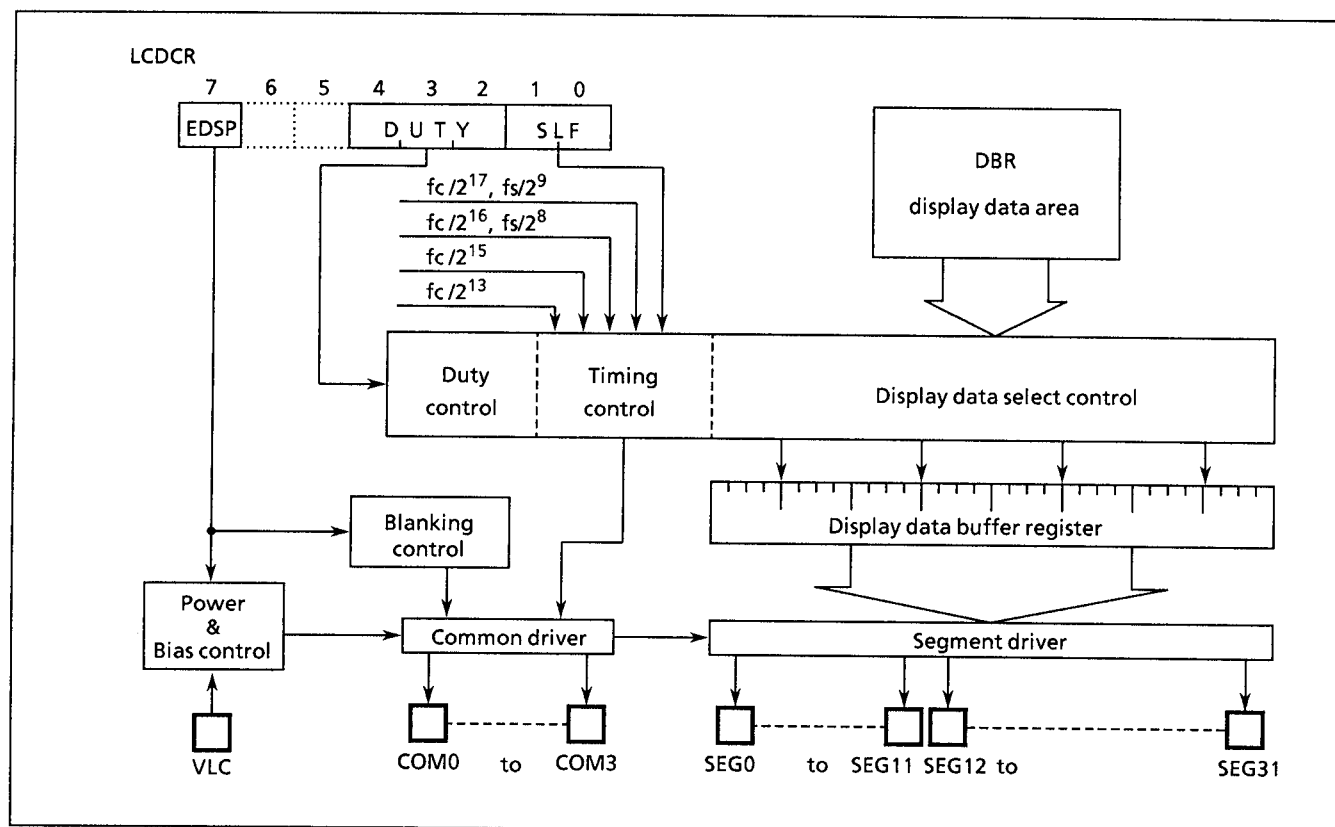 LCDCR
7 6 5 4 3 2 1 0
EDSP DUTY SLF
fc/2¹⁷, fs/2⁹
fc/2¹⁶, fs/2⁸
fc/2¹⁵
fc/2¹³
DBR
display data area
Duty
control
Timing
control
Display data select control
Display data buffer register
Blanking
control
Power
&
Bias control
Common driver
Segment driver
VLC
COM0 to COM3
SEG0 to SEG11 SEG12 to SEG31